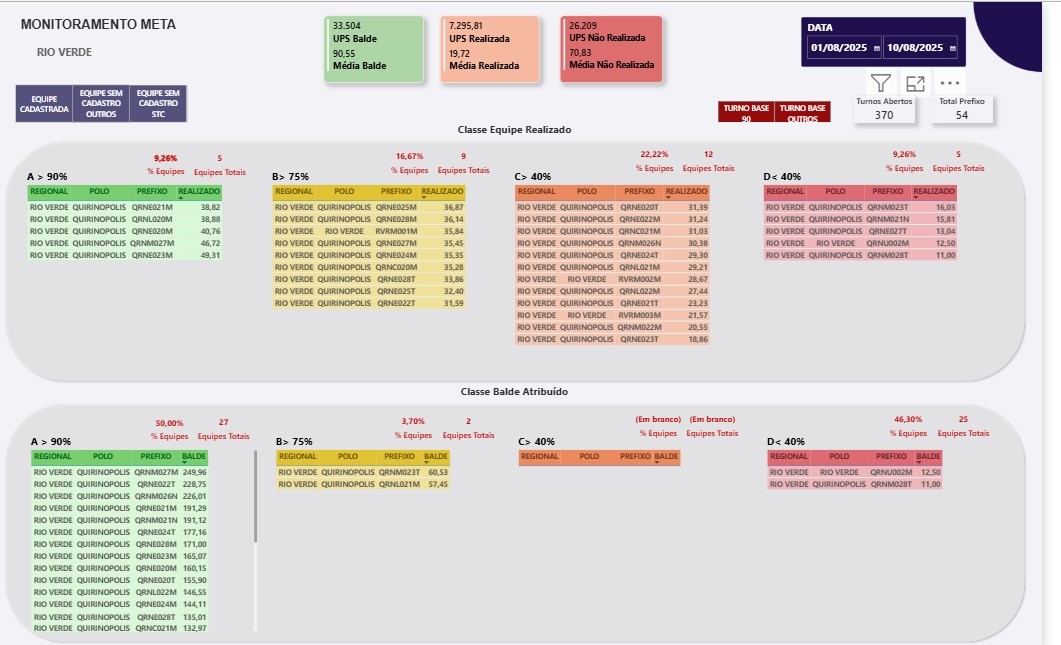 MONITORAMENTO META
RIO VERDE
33.504
UPS Balde
90,55
Média Balde
7.295,81
UPS Realizada
19,72
Média Realizada
26.209
UPS Não Realizada
70,83
Média Não Realizada
DATA
01/08/2025 10/08/2025
EQUIPE CADASTRADA
EQUIPE SEM CADASTRO OUTROS
EQUIPE SEM CADASTRO STC
TURNO BASE 90
TURNO BASE OUTROS
Turnos Abertos
370
Total Prefixo
54
Classe Equipe Realizado
9,26% 5
% Equipes Equipes Totais
A > 90%
REGIONAL POLO PREFIXO REALIZADO
RIO VERDE QUIRINOPOLIS QRNE021M 38,82
RIO VERDE QUIRINOPOLIS QRNL020M 38,88
RIO VERDE QUIRINOPOLIS QRNE020M 40,76
RIO VERDE QUIRINOPOLIS QRNM027M 46,72
RIO VERDE QUIRINOPOLIS QRNE023M 49,31
16,67% 9
% Equipes Equipes Totais
B> 75%
REGIONAL POLO PREFIXO REALIZADO
RIO VERDE QUIRINOPOLIS QRNE025M 36,87
RIO VERDE QUIRINOPOLIS QRNE028M 36,14
RIO VERDE RIO VERDE RVRM001M 35,84
RIO VERDE QUIRINOPOLIS QRNE027M 35,45
RIO VERDE QUIRINOPOLIS QRNE024M 35,35
RIO VERDE QUIRINOPOLIS QRNC020M 35,28
RIO VERDE QUIRINOPOLIS QRNE028T 33,86
RIO VERDE QUIRINOPOLIS QRNE025T 32,40
RIO VERDE QUIRINOPOLIS QRNE022T 31,59
22,22% 12
% Equipes Equipes Totais
C> 40%
REGIONAL POLO PREFIXO REALIZADO
RIO VERDE QUIRINOPOLIS QRNE020T 31,39
RIO VERDE QUIRINOPOLIS QRNE022M 31,24
RIO VERDE QUIRINOPOLIS QRNC021M 31,03
RIO VERDE QUIRINOPOLIS QRNM026N 30,38
RIO VERDE QUIRINOPOLIS QRNE024T 29,30
RIO VERDE QUIRINOPOLIS QRNL021M 29,21
RIO VERDE RIO VERDE RVRM002M 28,67
RIO VERDE QUIRINOPOLIS QRNL022M 27,44
RIO VERDE QUIRINOPOLIS QRNE021T 23,23
RIO VERDE RIO VERDE RVRM003M 21,57
RIO VERDE QUIRINOPOLIS QRNM022M 20,55
RIO VERDE QUIRINOPOLIS QRNE023T 18,86
9,26% 5
% Equipes Equipes Totais
D< 40%
REGIONAL POLO PREFIXO REALIZADO
RIO VERDE QUIRINOPOLIS QRNM023T 16,03
RIO VERDE QUIRINOPOLIS QRNM021N 15,81
RIO VERDE QUIRINOPOLIS QRNE027T 13,04
RIO VERDE RIO VERDE QRNU002M 12,50
RIO VERDE QUIRINOPOLIS QRNM028T 11,00
Classe Balde Atribuído
50,00% 27
% Equipes Equipes Totais
A > 90%
REGIONAL POLO PREFIXO BALDE
RIO VERDE QUIRINOPOLIS QRNM027M 249,96
RIO VERDE QUIRINOPOLIS QRNE022T 228,75
RIO VERDE QUIRINOPOLIS QRNM026N 226,01
RIO VERDE QUIRINOPOLIS QRNE021M 191,29
RIO VERDE QUIRINOPOLIS QRNM021N 191,12
RIO VERDE QUIRINOPOLIS QRNE024T 177,16
RIO VERDE QUIRINOPOLIS QRNE028M 171,00
RIO VERDE QUIRINOPOLIS QRNE023M 165,07
RIO VERDE QUIRINOPOLIS QRNE020M 160,15
RIO VERDE QUIRINOPOLIS QRNE020T 155,90
RIO VERDE QUIRINOPOLIS QRNL022M 146,55
RIO VERDE QUIRINOPOLIS QRNE024M 144,11
RIO VERDE QUIRINOPOLIS QRNE028T 135,01
RIO VERDE QUIRINOPOLIS QRNC021M 132,97
3,70% 2
% Equipes Equipes Totais
B> 75%
REGIONAL POLO PREFIXO BALDE
RIO VERDE QUIRINOPOLIS QRNM023T 60,53
RIO VERDE QUIRINOPOLIS QRNL021M 57,45
(Em branco) (Em branco)
% Equipes Equipes Totais
C> 40%
REGIONAL POLO PREFIXO BALDE
46,30% 25
% Equipes Equipes Totais
D< 40%
REGIONAL POLO PREFIXO BALDE
RIO VERDE RIO VERDE QRNU002M 12,50
RIO VERDE QUIRINOPOLIS QRNM028T 11,00